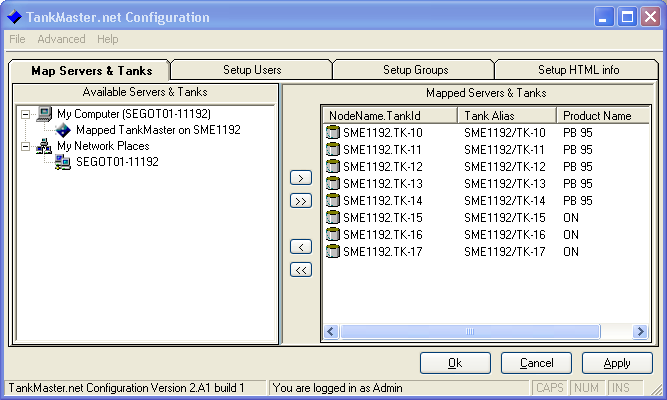 TankMaster.net Configuration
File Advanced Help
Map Servers & Tanks Setup Users Setup Groups Setup HTML info
Available Servers & Tanks
My Computer (SEGOT01-11192)
Mapped TankMaster on SME1192
My Network Places
SEGOT01-11192
>
>>
<
<<
Mapped Servers & Tanks
NodeName.TankId Tank Alias Product Name
SME1192.TK-10 SME1192/TK-10 PB 95
SME1192.TK-11 SME1192/TK-11 PB 95
SME1192.TK-12 SME1192/TK-12 PB 95
SME1192.TK-13 SME1192/TK-13 PB 95
SME1192.TK-14 SME1192/TK-14 PB 95
SME1192.TK-15 SME1192/TK-15 ON
SME1192.TK-16 SME1192/TK-16 ON
SME1192.TK-17 SME1192/TK-17 ON
Ok Cancel Apply
TankMaster.net Configuration Version 2.A1 build 1 You are logged in as Admin CAPS NUM INS